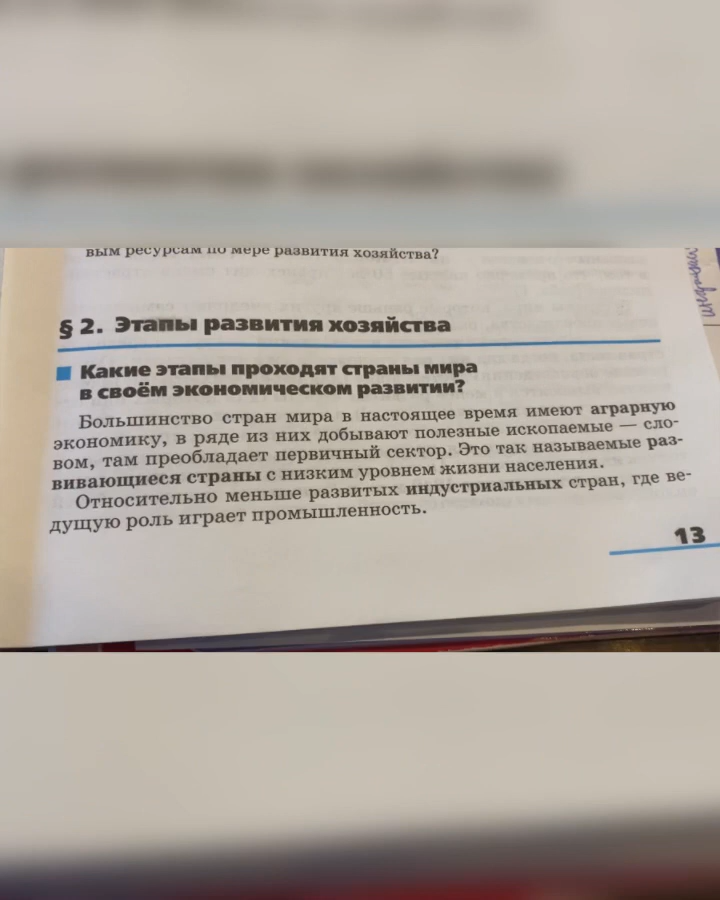 вым ресурсам по мере развития хозяйства?
§ 2. Этапы развития хозяйства
Какие этапы проходят страны мира
в своём экономическом развитии?
Большинство стран мира в настоящее время имеют аграрную
экономику, в ряде из них добывают полезные ископаемые — сло-
вом, там преобладает первичный сектор. Это так называемые раз-
вивающиеся страны с низким уровнем жизни населения.
Относительно меньше развитых индустриальных стран, где ве-
дущую роль играет промышленность.
13